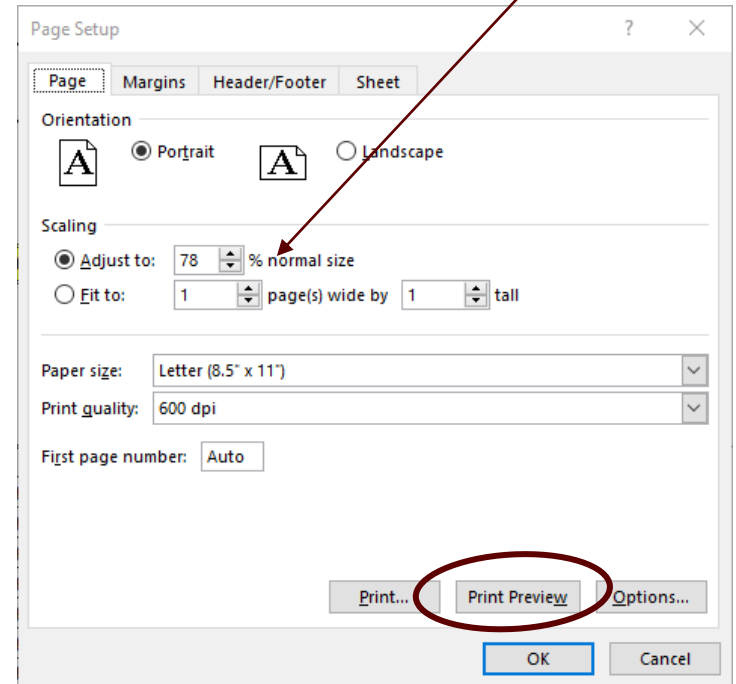 Page Setup ? ×
Page Margins Header/Footer Sheet
Orientation
A Portrait A Landscape
Scaling
Adjust to: 78 % normal size
Fit to: 1 page(s) wide by 1 tall
Paper size: Letter (8.5" x 11")
Print quality: 600 dpi
First page number: Auto
Print... Print Preview Options...
OK Cancel